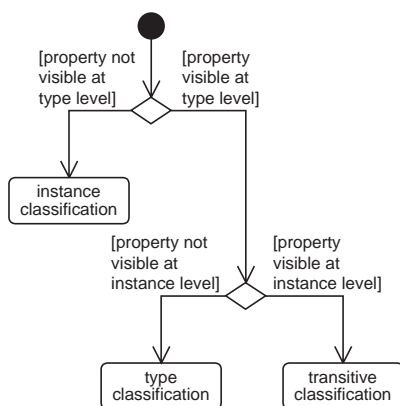 [property not
visible at
type level]
[property
visible at
type level]
instance
classification
[property not
visible at
instance level]
[property
visible at
instance level]
type
classification
transitive
classification